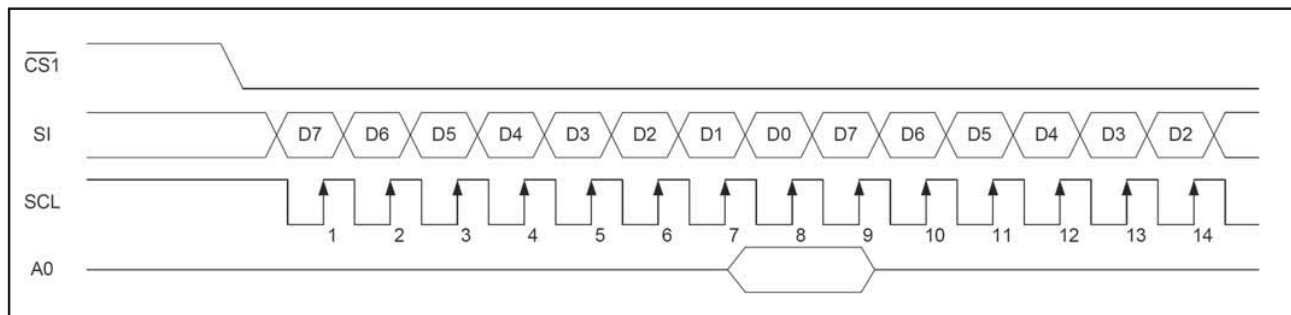 C̅S̅1̅
SI D7 D6 D5 D4 D3 D2 D1 D0 D7 D6 D5 D4 D3 D2
SCL
1 2 3 4 5 6 7 8 9 10 11 12 13 14
A0